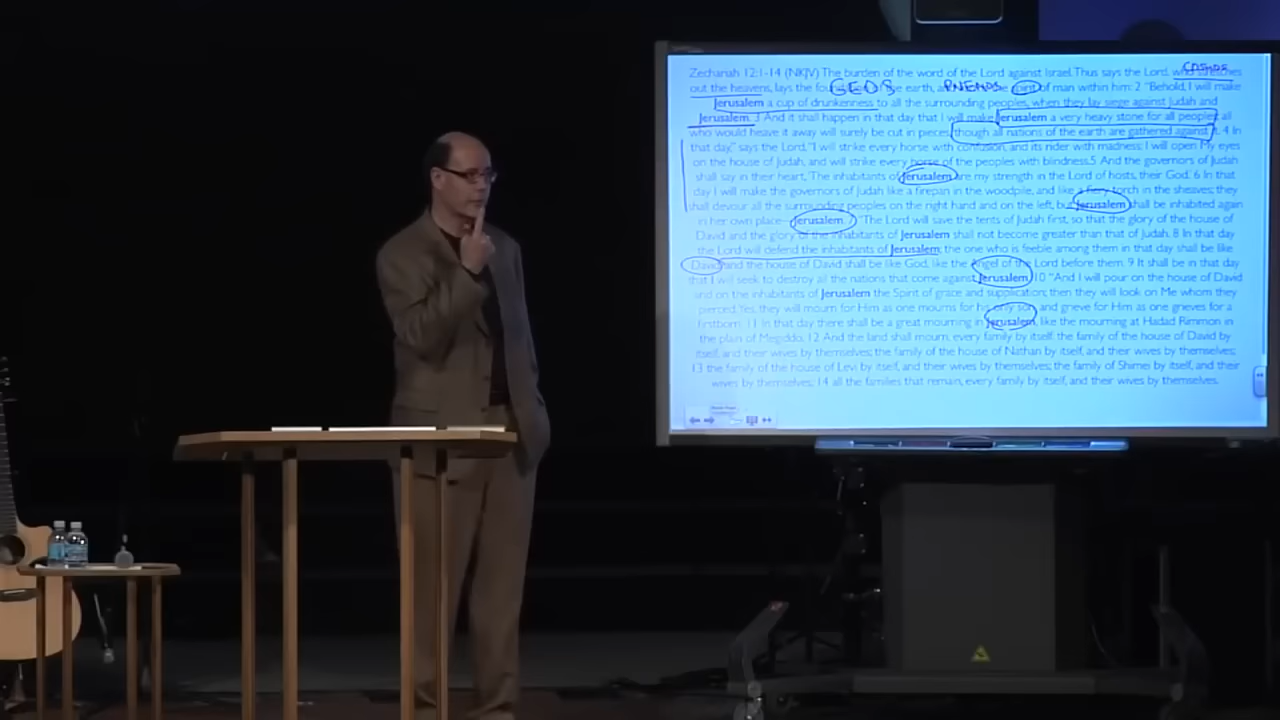 Zechariah 12:1-14 (NKJV) The burden of the word of the Lord against Israel. Thus says the Lord, who stretches
COSMOS
out the heavens, lays the of the earth, and the spirit of man within him: 2 "Behold, I will make
GEOS PNEMOS
Jerusalem a cup of drunkenness to all the surrounding peoples, when they lay siege against Judah and
Jerusalem. 3 And it shall happen in that day that I will make Jerusalem a very heavy stone for all peoples; all
who would heave it away will surely be cut in pieces, though all nations of the earth are gathered against it. 4 In
that day," says the Lord, "I will strike every horse with confusion, and its rider with madness; I will open My eyes
on the house of Judah, and will strike every horse of the peoples with blindness. 5 And the governors of Judah
shall say in their heart, 'The inhabitants of Jerusalem are my strength in the Lord of hosts, their God.' 6 In that
day I will make the governors of Judah like a firepan in the woodpile, and like a fiery torch in the sheaves; they
shall devour all the surrounding peoples on the right hand and on the left, but Jerusalem shall be inhabited again
in her own place—Jerusalem. 7 "The Lord will save the tents of Judah first, so that the glory of the house of
David and the glory of the inhabitants of Jerusalem shall not become greater than that of Judah. 8 In that day
the Lord will defend the inhabitants of Jerusalem; the one who is feeble among them in that day shall be like
David, and the house of David shall be like God, like the Angel of the Lord before them. 9 It shall be in that day
that I will seek to destroy all the nations that come against Jerusalem. 10 "And I will pour on the house of David
and on the inhabitants of Jerusalem the Spirit of grace and supplication; then they will look on Me whom they
pierced. Yes, they will mourn for Him as one mourns for his only son, and grieve for Him as one grieves for a
firstborn. 11 In that day there shall be a great mourning in Jerusalem, like the mourning at Hadad Rimmon in
the plain of Megiddo. 12 And the land shall mourn, every family by itself: the family of the house of David by
itself, and their wives by themselves; the family of the house of Nathan by itself, and their wives by themselves;
13 the family of the house of Levi by itself, and their wives by themselves; the family of Shimei by itself, and their
wives by themselves; 14 all the families that remain, every family by itself, and their wives by themselves.